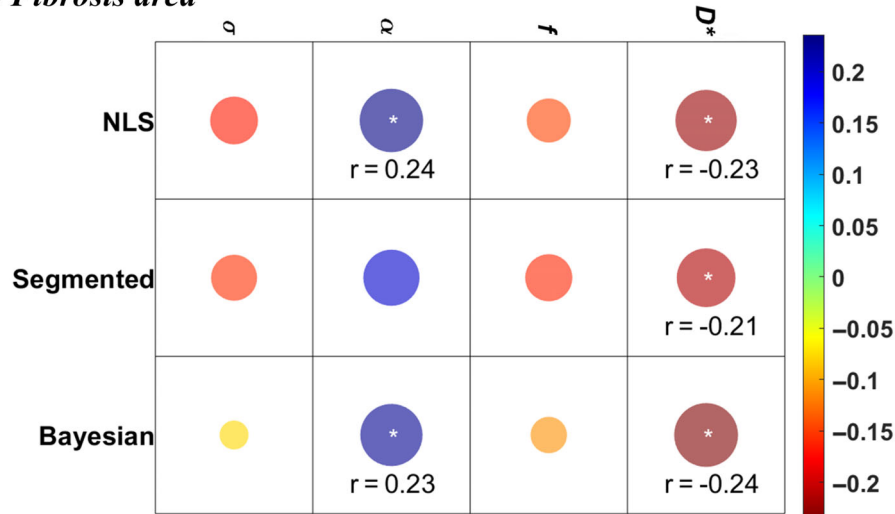 Fibrosis area
σ α f D*
NLS * *
r = 0.24 r = -0.23
Segmented *
r = -0.21
Bayesian * *
r = 0.23 r = -0.24
0.2
0.15
0.1
0.05
0
−0.05
−0.1
−0.15
−0.2